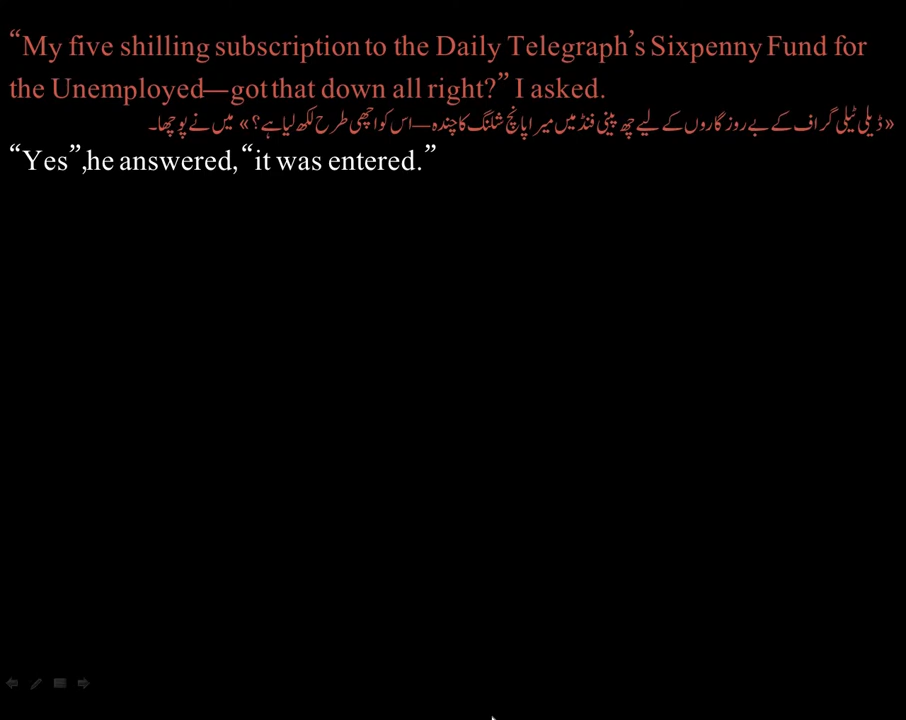 “My five shilling subscription to the Daily Telegraph’s Sixpenny Fund for
the Unemployed—got that down all right?” I asked.
«ڈیلی ٹیلی گراف کے بے روزگاروں کے لیے چھ پینی فنڈ میں میرا پانچ شلنگ کا چندہ—اس کو اچھی طرح لکھ لیا ہے؟» میں نے پوچھا۔
“Yes”,he answered,“it was entered.”